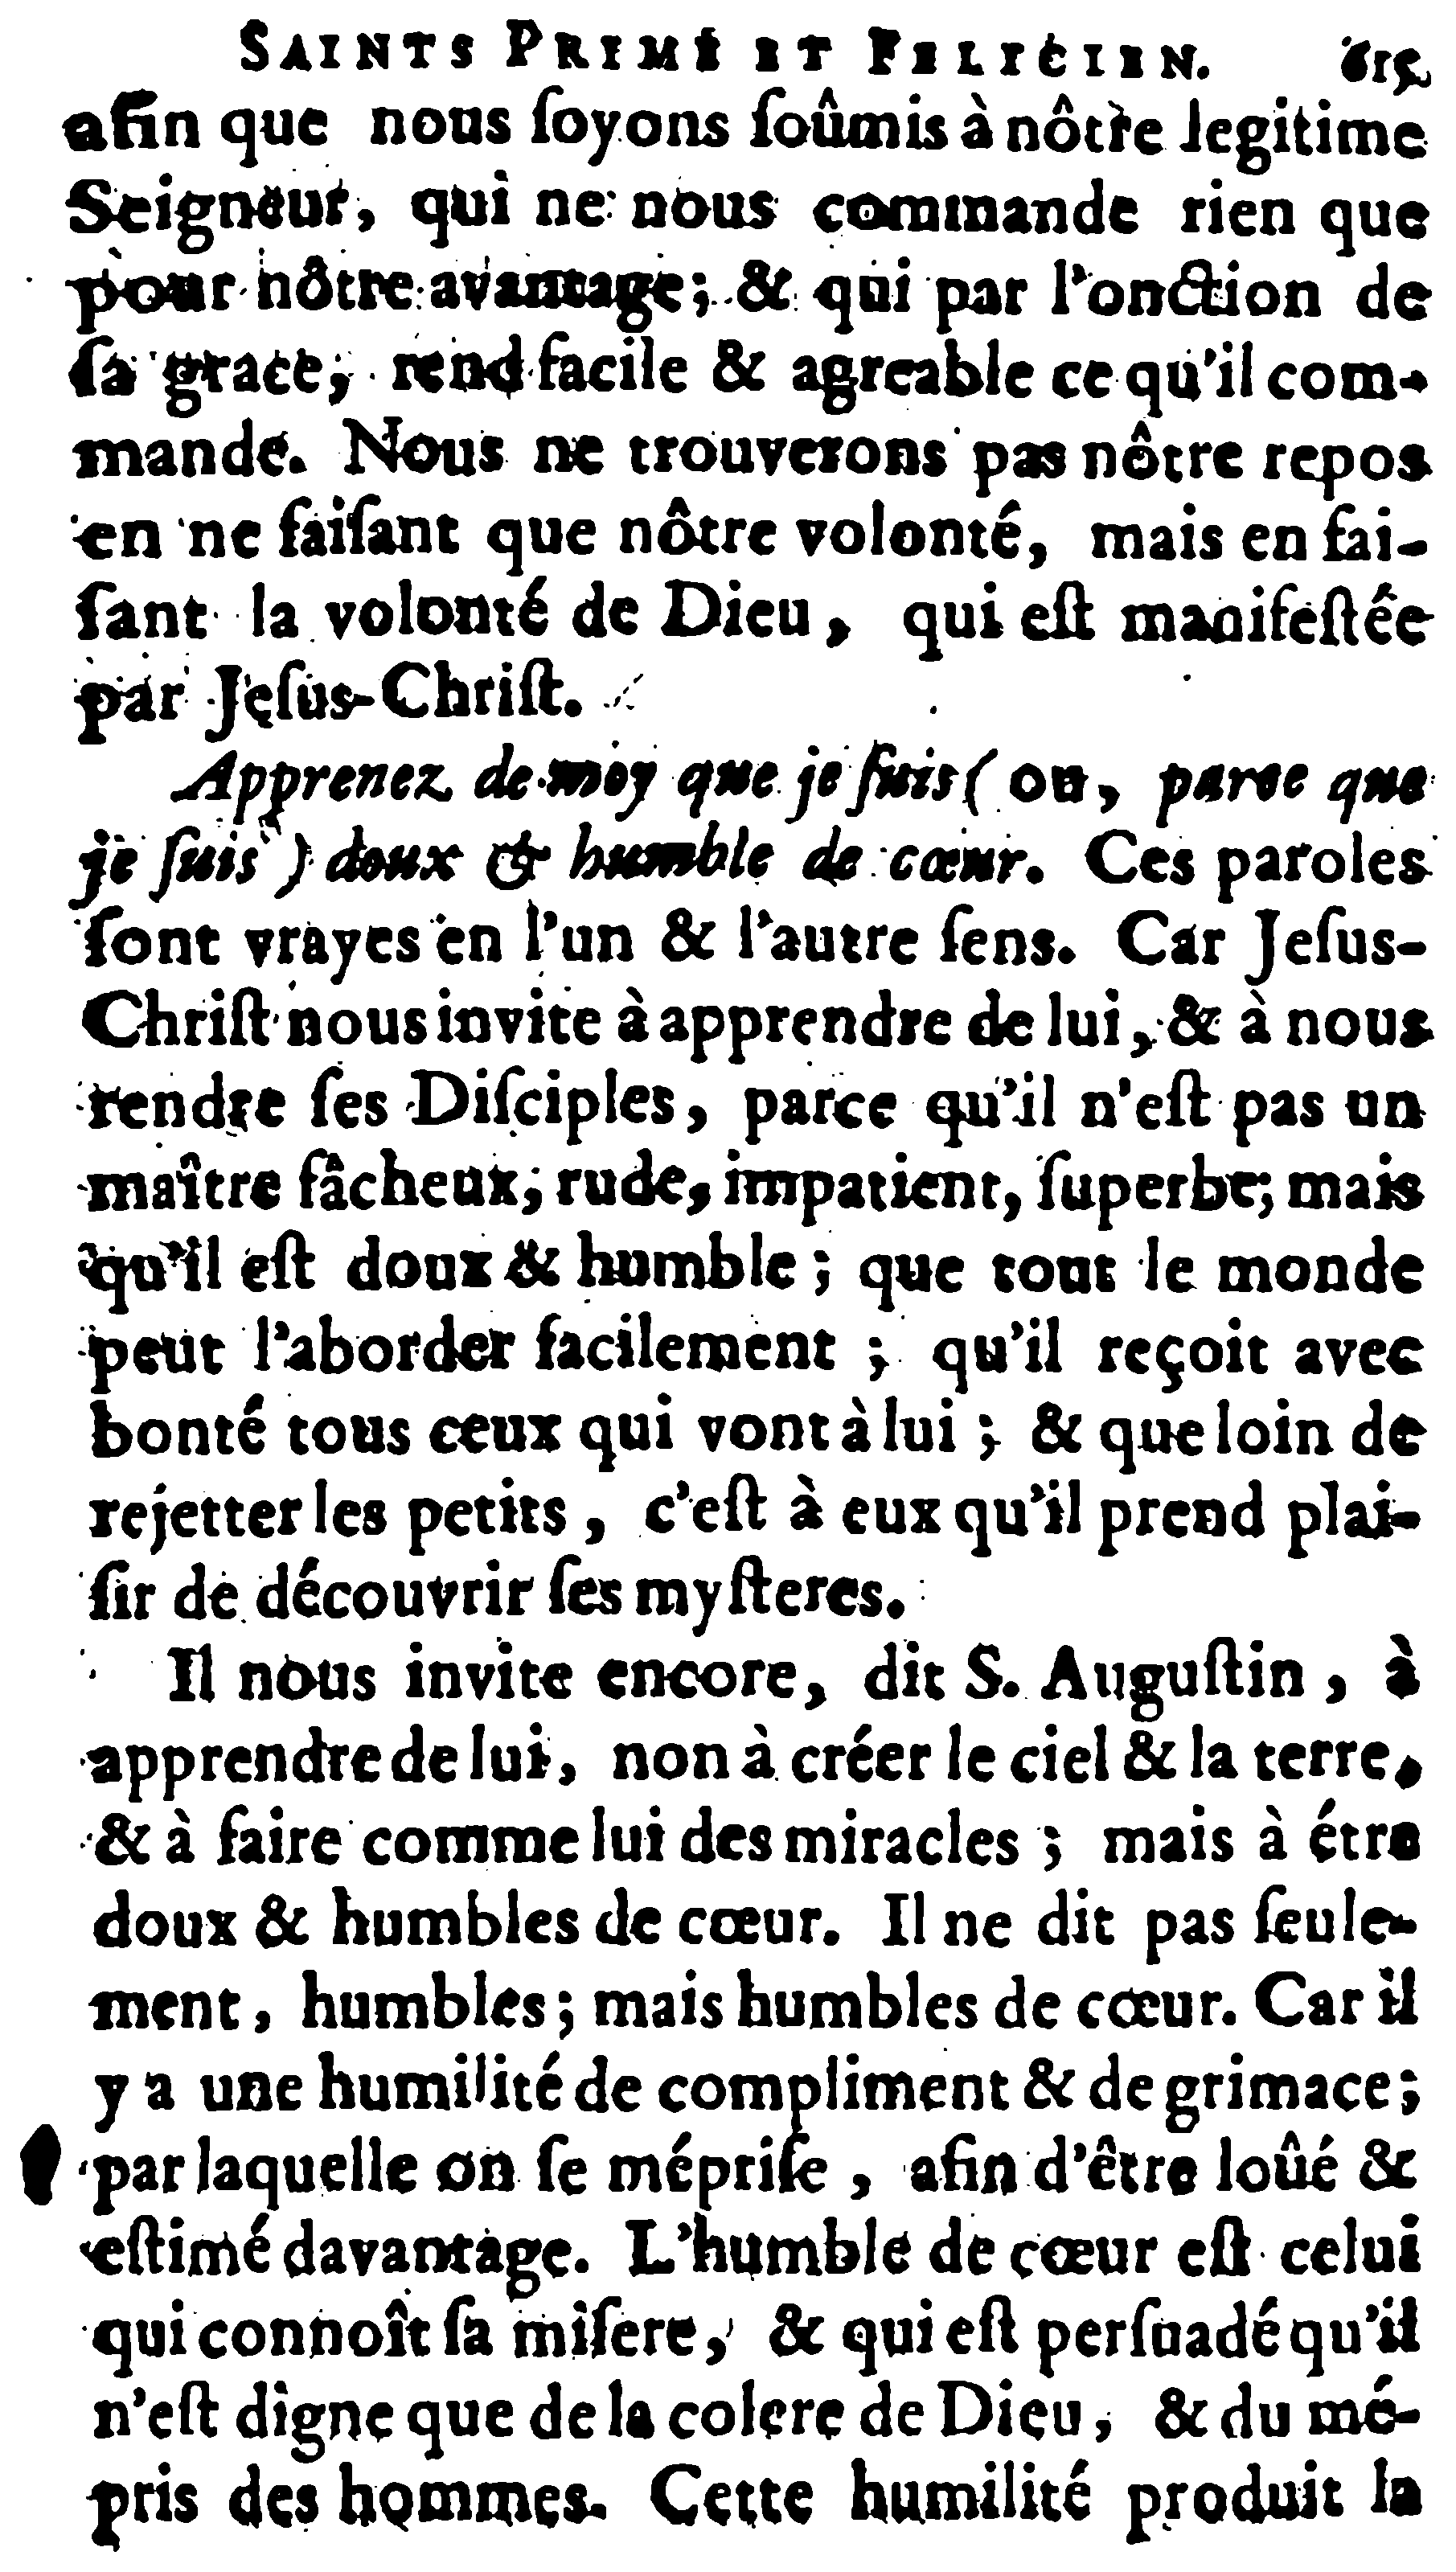 SAINTS PRIME ET FELICIEN. 615
afin que nous ſoyons ſoûmis à nôtre legitime
Seigneur, qui ne nous commande rien que
pour nôtre avantage; & qui par l'onction de
ſa grace, rend facile & agreable ce qu'il com-
mande. Nous ne trouverons pas nôtre repos
en ne faiſant que nôtre volonté, mais en fai-
ſant la volonté de Dieu, qui eſt manifeſtée
par Jeſus-Chriſt.
Apprenez de moy que je ſuis ( ou, parce que
je ſuis ) doux & humble de cœur. Ces paroles
ſont vrayes en l'un & l'autre ſens. Car Jeſus-
Chriſt nous invite à apprendre de lui, & à nous
rendre ſes Diſciples, parce qu'il n'eſt pas un
maître fâcheux, rude, impatient, ſuperbe; mais
qu'il eſt doux & humble ; que tout le monde
peut l'aborder facilement ; qu'il reçoit avec
bonté tous ceux qui vont à lui ; & que loin de
rejetter les petits, c'eſt à eux qu'il prend plai-
ſir de découvrir ſes myſteres.
Il nous invite encore, dit S. Auguſtin, à
apprendre de lui, non à créer le ciel & la terre,
& à faire comme lui des miracles ; mais à étre
doux & humbles de cœur. Il ne dit pas ſeule-
ment, humbles; mais humbles de cœur. Car il
y a une humilité de compliment & de grimace;
par laquelle on ſe mépriſe, afin d'être loûé &
eſtimé davantage. L'humble de cœur eſt celui
qui connoît ſa miſere, & qui eſt perſuadé qu'il
n'eſt digne que de la colere de Dieu, & du mé-
pris des hommes. Cette humilité produit la